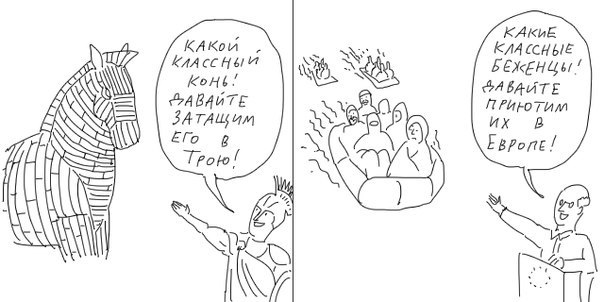 КАКОЙ
КЛАССНЫЙ
КОНЬ!
ДАВАЙТЕ
ЗАТАЩИМ
ЕГО В
ТРОЮ!
КАКИЕ
КЛАССНЫЕ
БЕЖЕНЦЫ!
ДАВАЙТЕ
ПРИЮТИМ
ИХ В
ЕВРОПЕ!